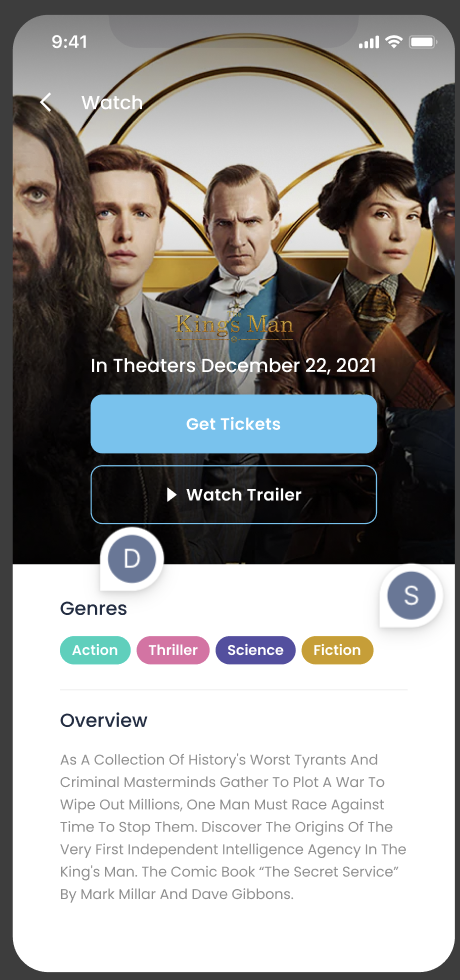 9:41
Watch
King's Man
In Theaters December 22, 2021
Get Tickets
Watch Trailer
D
S
Genres
Action Thriller Science Fiction
Overview
As A Collection Of History's Worst Tyrants And
Criminal Masterminds Gather To Plot A War To
Wipe Out Millions, One Man Must Race Against
Time To Stop Them. Discover The Origins Of The
Very First Independent Intelligence Agency In The
King's Man. The Comic Book “The Secret Service”
By Mark Millar And Dave Gibbons.